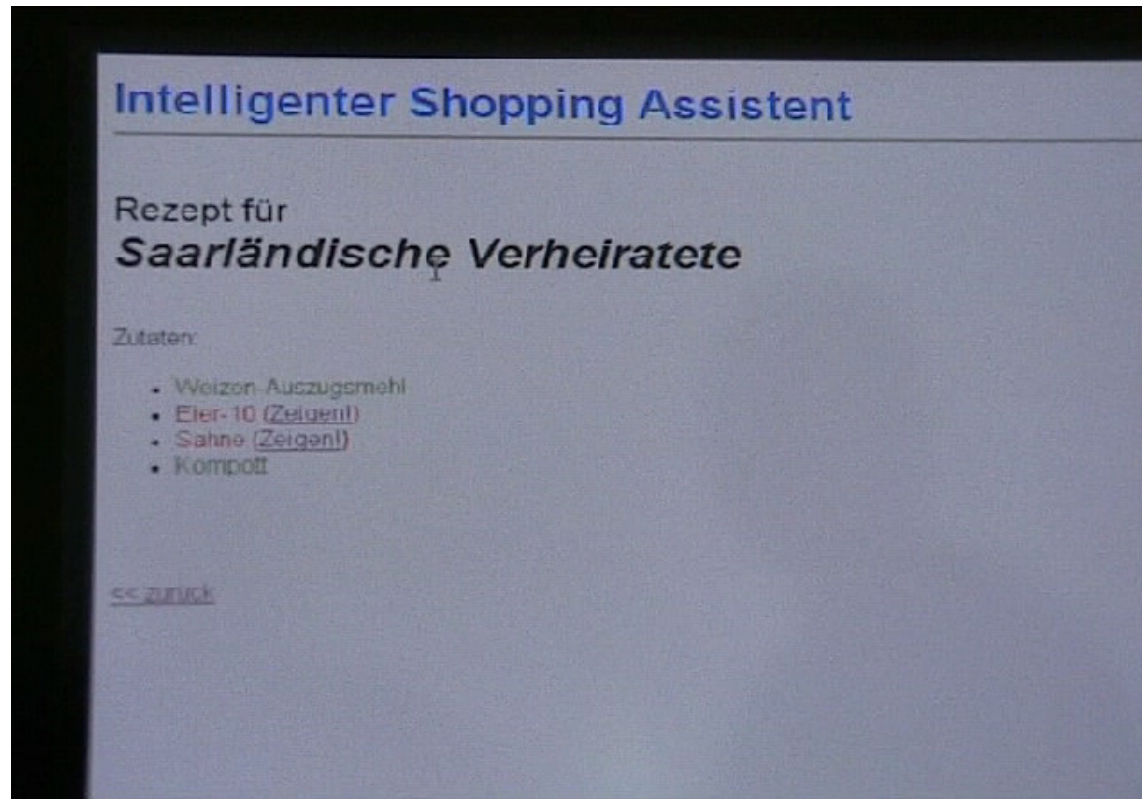 Intelligenter Shopping Assistent
Rezept für
Saarländische Verheiratete
Zutaten:
Weizen-Auszugsmehl
Eier-10 (Zeigen!)
Sahne (Zeigen!)
Kompott
<< zurück